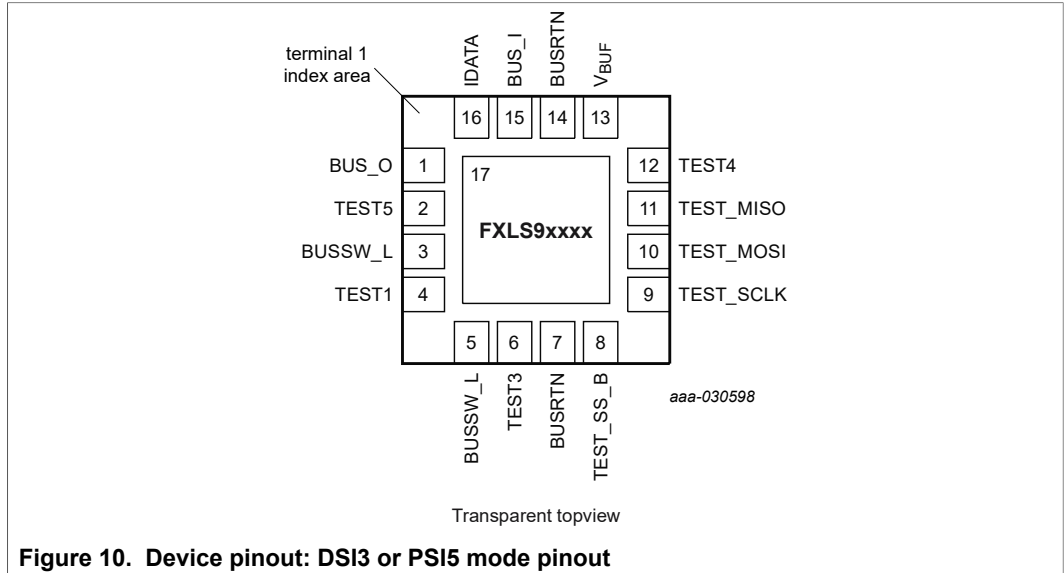 terminal 1
index area
IDATA
BUS_I
BUSRTN
VBUF
16
15
14
13
BUS_O
1
17
12
TEST4
TEST5
2
11
TEST_MISO
FXLS9xxxx
BUSSW_L
3
10
TEST_MOSI
TEST1
4
9
TEST_SCLK
5
6
7
8
BUSSW_L
TEST3
BUSRTN
TEST_SS_B
aaa-030598
Transparent topview
Figure 10. Device pinout: DSI3 or PSI5 mode pinout